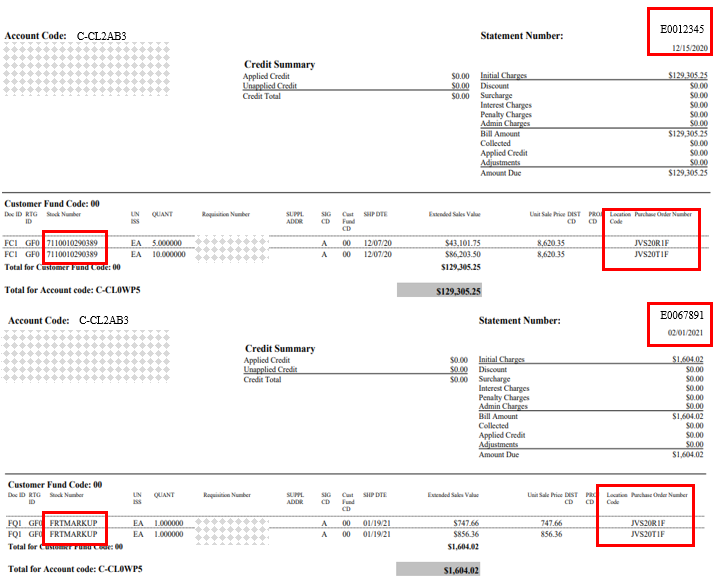 E0012345
Account Code: C-CL2AB3 Statement Number:
12/15/2020
Credit Summary
Applied Credit $0.00 Initial Charges $129,305.25
Unapplied Credit $0.00 Discount $0.00
Credit Total $0.00 Surcharge $0.00
Interest Charges $0.00
Penalty Charges $0.00
Admin Charges $0.00
Bill Amount $129,305.25
Collected $0.00
Applied Credit $0.00
Adjustments $0.00
Amount Due $129,305.25
Customer Fund Code: 00
Doc ID RTG ID Stock Number UN ISS QUANT Requisition Number SUPPL ADDR SIG CD Cust Fund CD SHP DTE Extended Sales Value Unit Sale Price DIST CD CD Location Code Purchase Order Number
FC1 GF0 7110010290389 EA 5.000000 A 00 12/07/20 $43,101.75 8,620.35 JVS20R1F
FC1 GF0 7110010290389 EA 10.000000 A 00 12/07/20 $86,203.50 8,620.35 JVS20T1F
Total for Customer Fund Code: 00 $129,305.25
Total for Account code: C-CL0WP5 $129,305.25
E0067891
Account Code: C-CL2AB3 Statement Number:
02/01/2021
Credit Summary
Applied Credit $0.00 Initial Charges $1,604.02
Unapplied Credit $0.00 Discount $0.00
Credit Total $0.00 Surcharge $0.00
Interest Charges $0.00
Penalty Charges $0.00
Admin Charges $0.00
Bill Amount $1,604.02
Collected $0.00
Applied Credit $0.00
Adjustments $0.00
Amount Due $1,604.02
Customer Fund Code: 00
Doc ID RTG ID Stock Number UN ISS QUANT Requisition Number SUPPL ADDR SIG CD Cust Fund CD SHP DTE Extended Sales Value Unit Sale Price DIST CD CD Location Code Purchase Order Number
FQ1 GF0 FRTMARKUP EA 1.000000 A 00 01/19/21 $747.66 747.66 JVS20R1F
FQ1 GF0 FRTMARKUP EA 1.000000 A 00 01/19/21 $856.36 856.36 JVS20T1F
Total for Customer Fund Code: 00 $1,604.02
Total for Account code: C-CL0WP5 $1,604.02